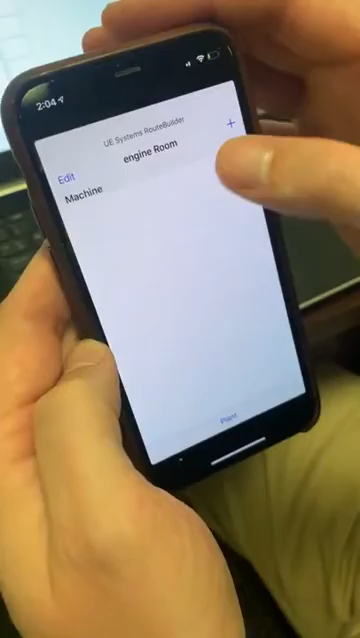 2:04
UE Systems RouteBuilder
+
engine Room
Edit
Machine
Plant